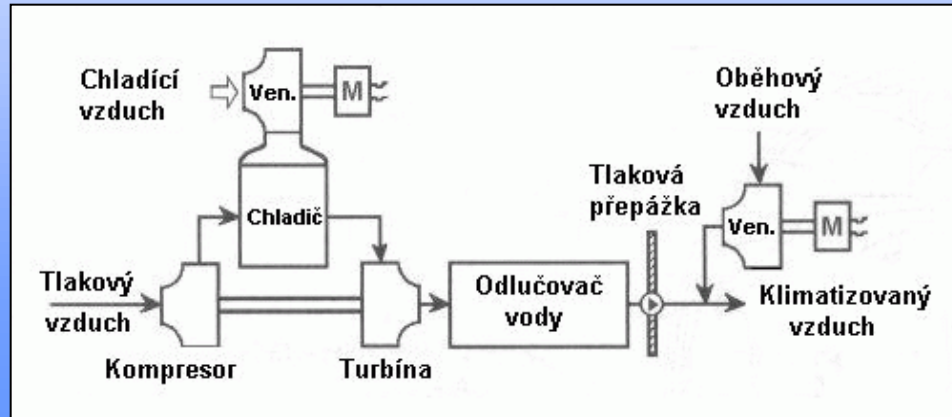 Chladící
vzduch
Ven.
M
Oběhový
vzduch
Chladič
Tlaková
přepážka
Ven.
M
Tlakový
vzduch
Odlučovač
vody
Klimatizovaný
vzduch
Kompresor
Turbína